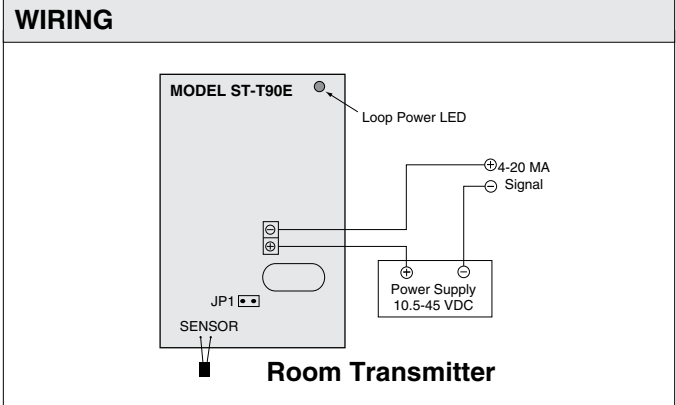 WIRING
MODEL ST-T90E
Loop Power LED
⊕4-20 MA
⊖ Signal
⊖
⊕
⊕ ⊖
Power Supply
10.5-45 VDC
JP1
SENSOR
Room Transmitter